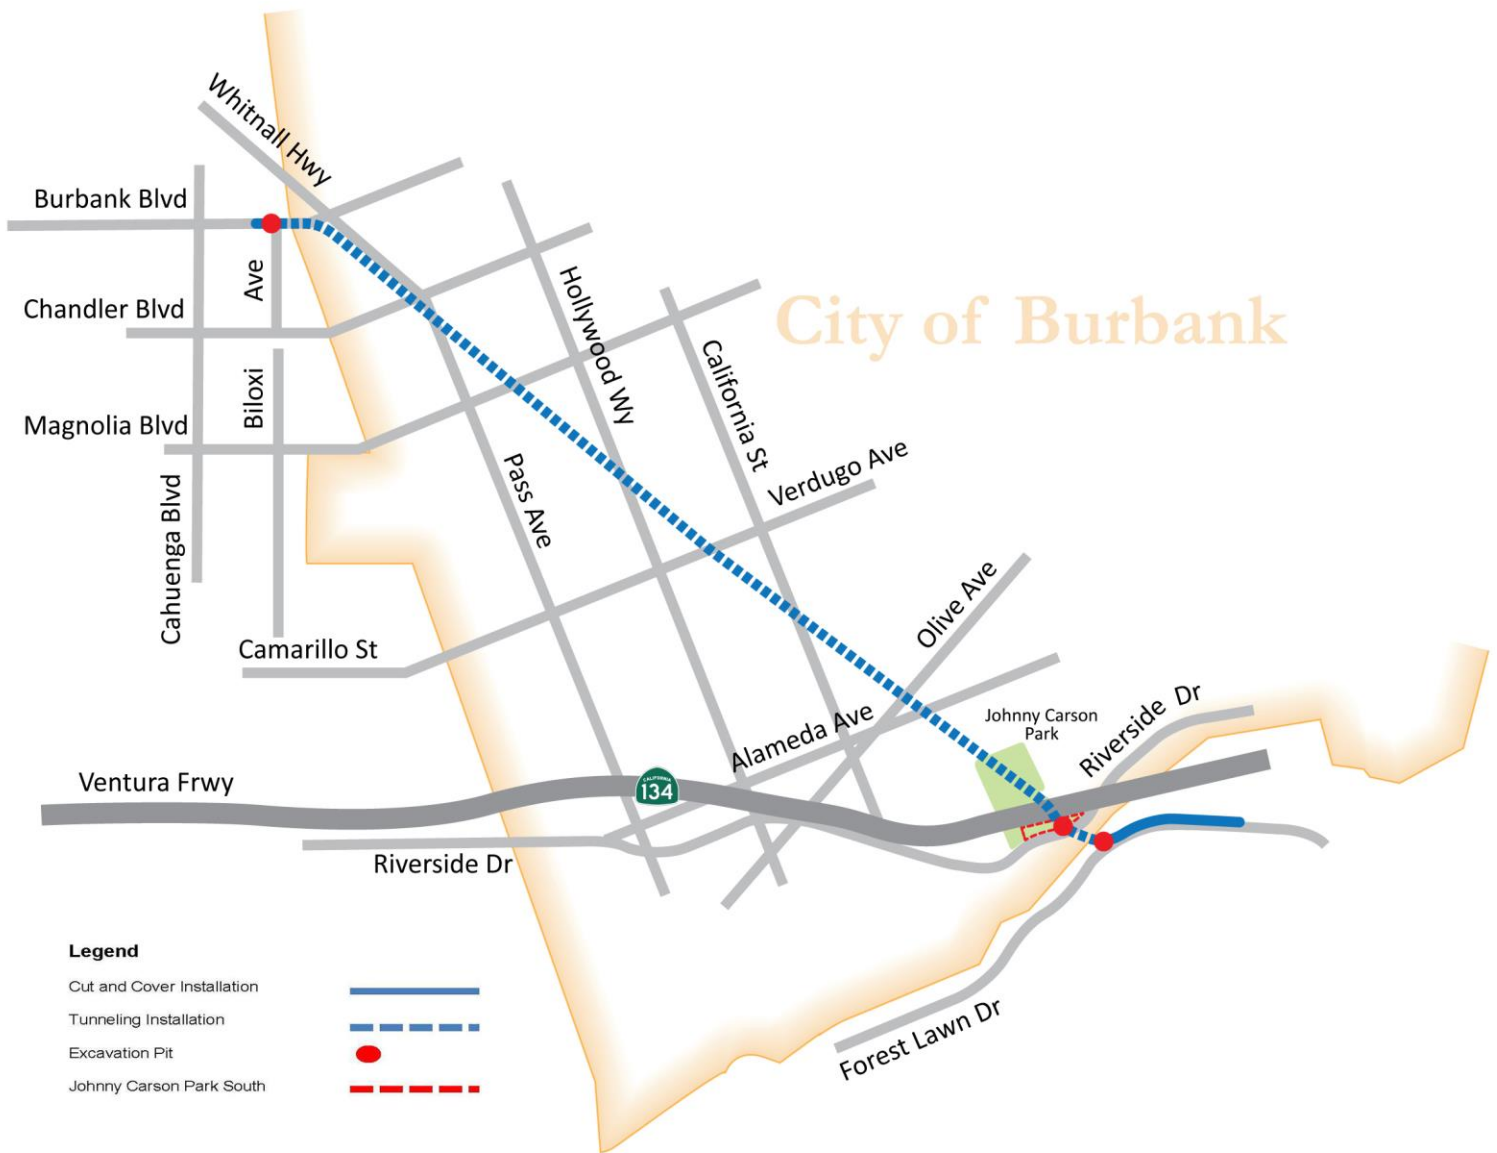 Whitnall Hwy
Burbank Blvd
Ave
Chandler Blvd
Hollywood Wy
City of Burbank
California St
Biloxi
Magnolia Blvd
Pass Ave
Verdugo Ave
Cahuenga Blvd
Camarillo St
Olive Ave
Johnny Carson
Park
Riverside Dr
Alameda Ave
Ventura Frwy
CALIFORNIA
134
Riverside Dr
Forest Lawn Dr
Legend
Cut and Cover Installation
Tunneling Installation
Excavation Pit
Johnny Carson Park South